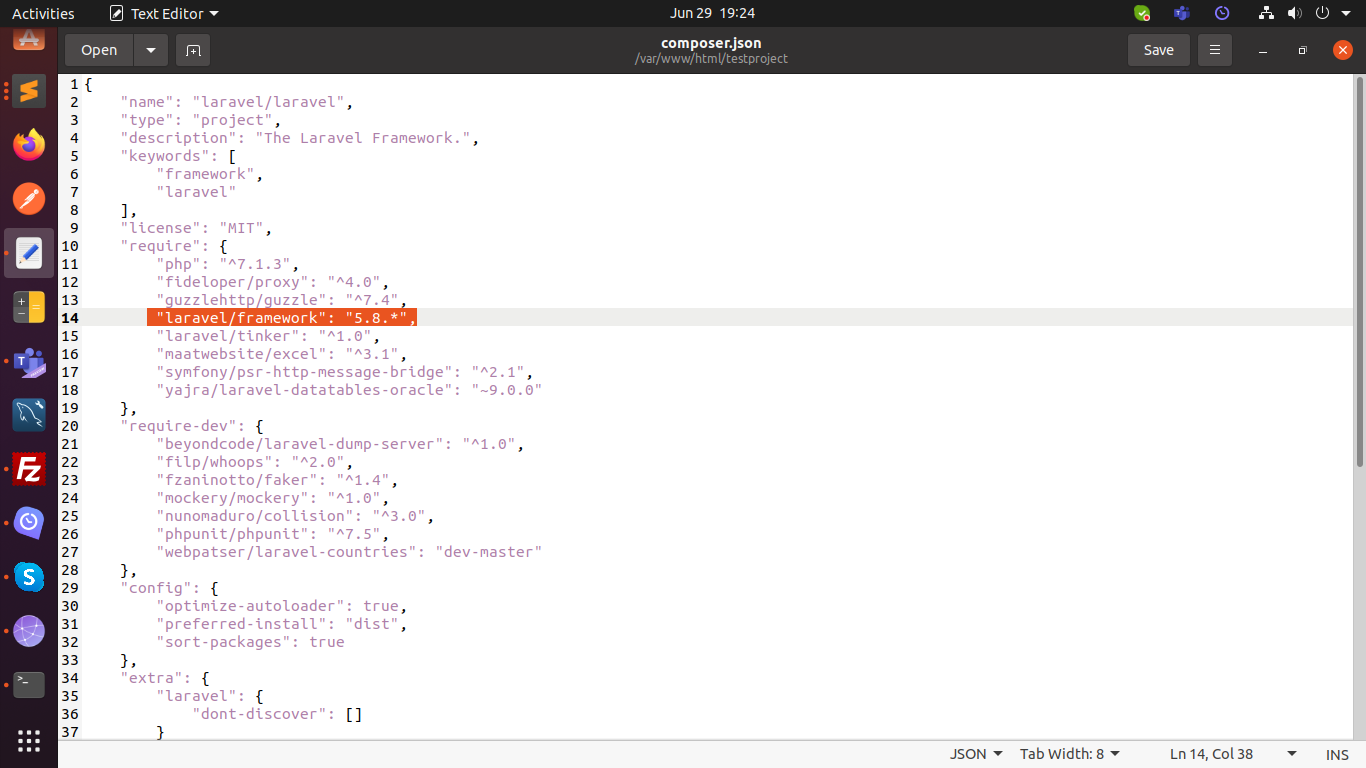 Activities Text Editor Jun 29 19:24
Open composer.json Save
/var/www/html/testproject
1 {
2 "name": "laravel/laravel",
3 "type": "project",
4 "description": "The Laravel Framework.",
5 "keywords": [
6 "framework",
7 "laravel"
8 ],
9 "license": "MIT",
10 "require": {
11 "php": "^7.1.3",
12 "fideloper/proxy": "^4.0",
13 "guzzlehttp/guzzle": "^7.4",
14 "laravel/framework": "5.8.*",
15 "laravel/tinker": "^1.0",
16 "maatwebsite/excel": "^3.1",
17 "symfony/psr-http-message-bridge": "^2.1",
18 "yajra/laravel-datatables-oracle": "~9.0.0"
19 },
20 "require-dev": {
21 "beyondcode/laravel-dump-server": "^1.0",
22 "filp/whoops": "^2.0",
23 "fzaninotto/faker": "^1.4",
24 "mockery/mockery": "^1.0",
25 "nunomaduro/collision": "^3.0",
26 "phpunit/phpunit": "^7.5",
27 "webpatser/laravel-countries": "dev-master"
28 },
29 "config": {
30 "optimize-autoloader": true,
31 "preferred-install": "dist",
32 "sort-packages": true
33 },
34 "extra": {
35 "laravel": {
36 "dont-discover": []
37 }
JSON Tab Width: 8 Ln 14, Col 38 INS